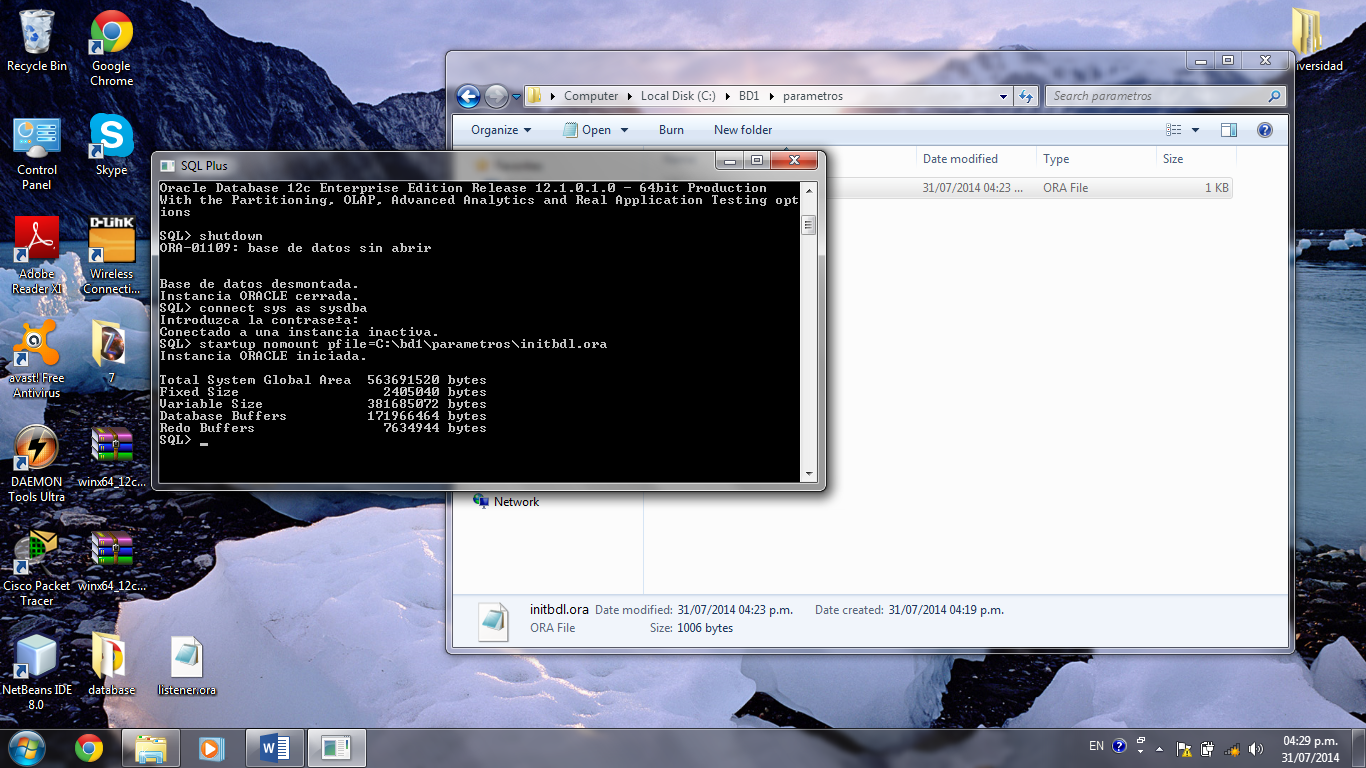 Recycle Bin
Google
Chrome
Control
Panel
Skype
Adobe
Reader XI
D-Link
Wireless
Connecti...
avast! Free
Antivirus
7
DAEMON
Tools Ultra
winx64_12c...
Cisco Packet
Tracer
winx64_12c...
NetBeans IDE
8.0
database
listener.ora
iversidad
Computer
Local Disk (C:)
BD1
parametros
Search parametros
Organize
Open
Burn
New folder
Date modified
Type
Size
31/07/2014 04:23 ...
ORA File
1 KB
Network
initbdl.ora
Date modified: 31/07/2014 04:23 p.m.
Date created: 31/07/2014 04:19 p.m.
ORA File
Size: 1006 bytes
SQL Plus
Oracle Database 12c Enterprise Edition Release 12.1.0.1.0 - 64bit Production
With the Partitioning, OLAP, Advanced Analytics and Real Application Testing opt
ions
SQL> shutdown
ORA-01109: base de datos sin abrir
Base de datos desmontada.
Instancia ORACLE cerrada.
SQL> connect sys as sysdba
Introduzca la contrase±a:
Conectado a una instancia inactiva.
SQL> startup nomount pfile=C:\bd1\parametros\initbdl.ora
Instancia ORACLE iniciada.
Total System Global Area 563691520 bytes
Fixed Size 2405040 bytes
Variable Size 381685072 bytes
Database Buffers 171966464 bytes
Redo Buffers 7634944 bytes
SQL> _
EN
04:29 p.m.
31/07/2014